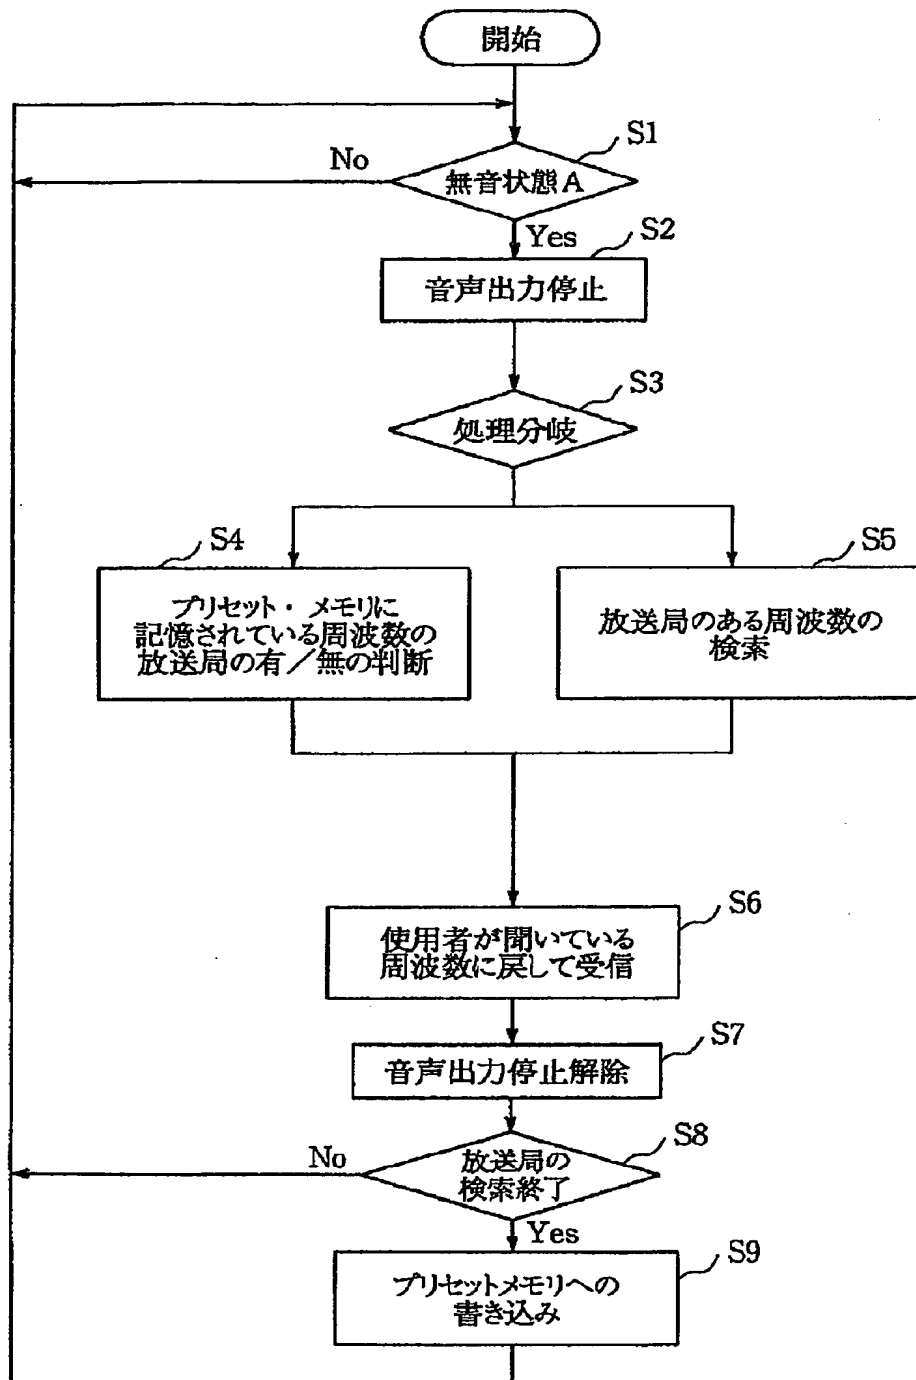 開始
S1
No
無音状態A
Yes
S2
音声出力停止
S3
処理分岐
S4
プリセット・メモリに
記憶されている周波数の
放送局の有／無の判断
S5
放送局のある周波数の
検索
S6
使用者が聞いている
周波数に戻して受信
S7
音声出力停止解除
S8
No
放送局の
検索終了
Yes
S9
プリセットメモリへの
書き込み